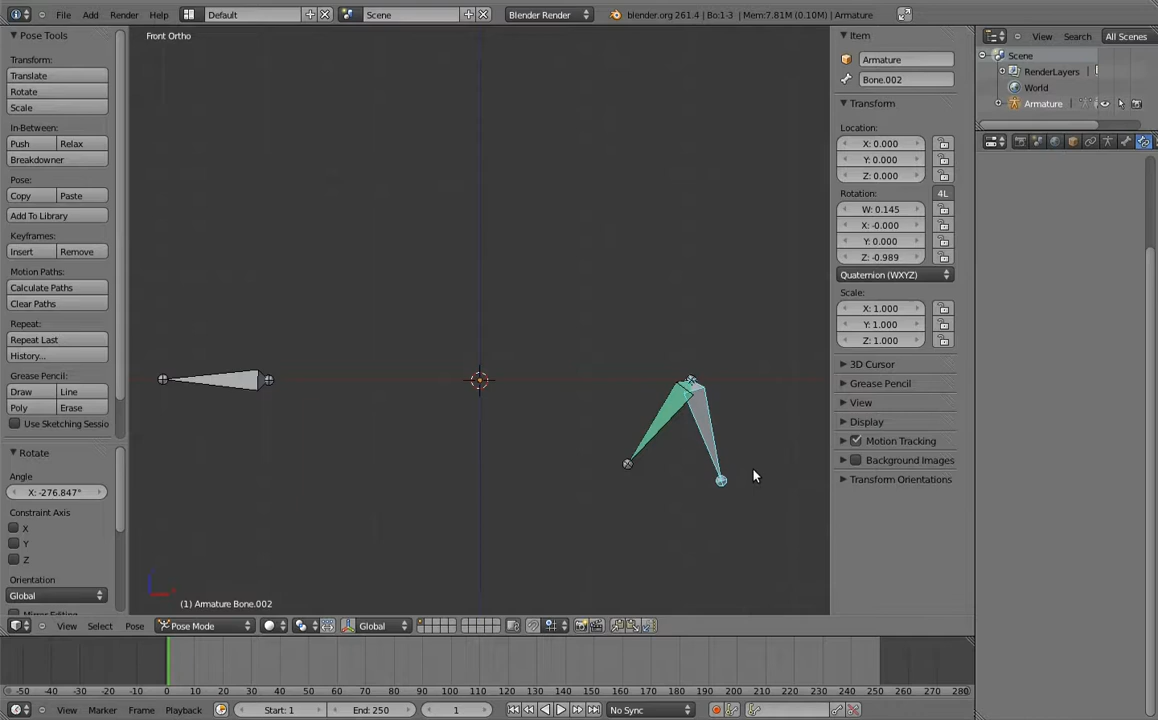 File Add Render Help Default Scene Blender Render blender.org 261.4 | Bo:1-3 | Mem:7.81M (0.10M) | Armature
View Search All Scenes
Scene
RenderLayers
World
Armature
Pose Tools
Transform:
Translate
Rotate
Scale
In-Between:
Push Relax
Breakdowner
Pose:
Copy Paste
Add To Library
Keyframes:
Insert Remove
Motion Paths:
Calculate Paths
Clear Paths
Repeat:
Repeat Last
History...
Grease Pencil:
Draw Line
Poly Erase
Use Sketching Sessio
Rotate
Angle
X: -276.847°
Constraint Axis
X
Y
Z
Orientation
Global
Front Ortho
(1) Armature Bone.002
Item
Armature
Bone.002
Transform
Location:
X: 0.000
Y: 0.000
Z: 0.000
Rotation: 4L
W: 0.145
X: -0.000
Y: 0.000
Z: -0.989
Quaternion (WXYZ)
Scale:
X: 1.000
Y: 1.000
Z: 1.000
3D Cursor
Grease Pencil
View
Display
Motion Tracking
Background Images
Transform Orientations
View Select Pose Pose Mode Global
-50 -40 -30 -20 -10 0 10 20 30 40 50 60 70 80 90 100 110 120 130 140 150 160 170 180 190 200 210 220 230 240 250 260 270 280
View Marker Frame Playback Start: 1 End: 250 1 No Sync